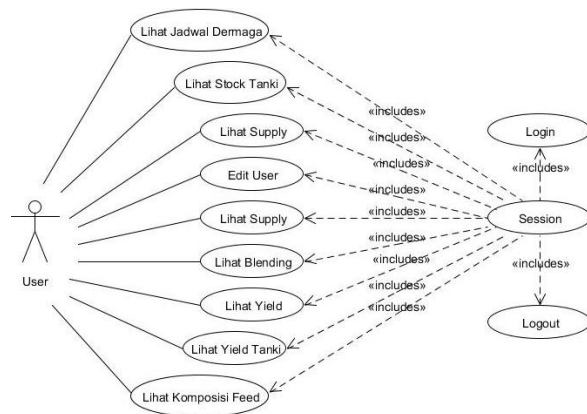 Lihat Jadwal Dermaga
Lihat Stock Tanki
«includes»
Lihat Supply
«includes»
Login
«includes»
«includes»
Edit User
«includes»
Lihat Supply
«includes»
Session
User
«includes»
Lihat Blending
«includes»
«includes»
Lihat Yield
«includes»
«includes»
Logout
Lihat Yield Tanki
Lihat Komposisi Feed